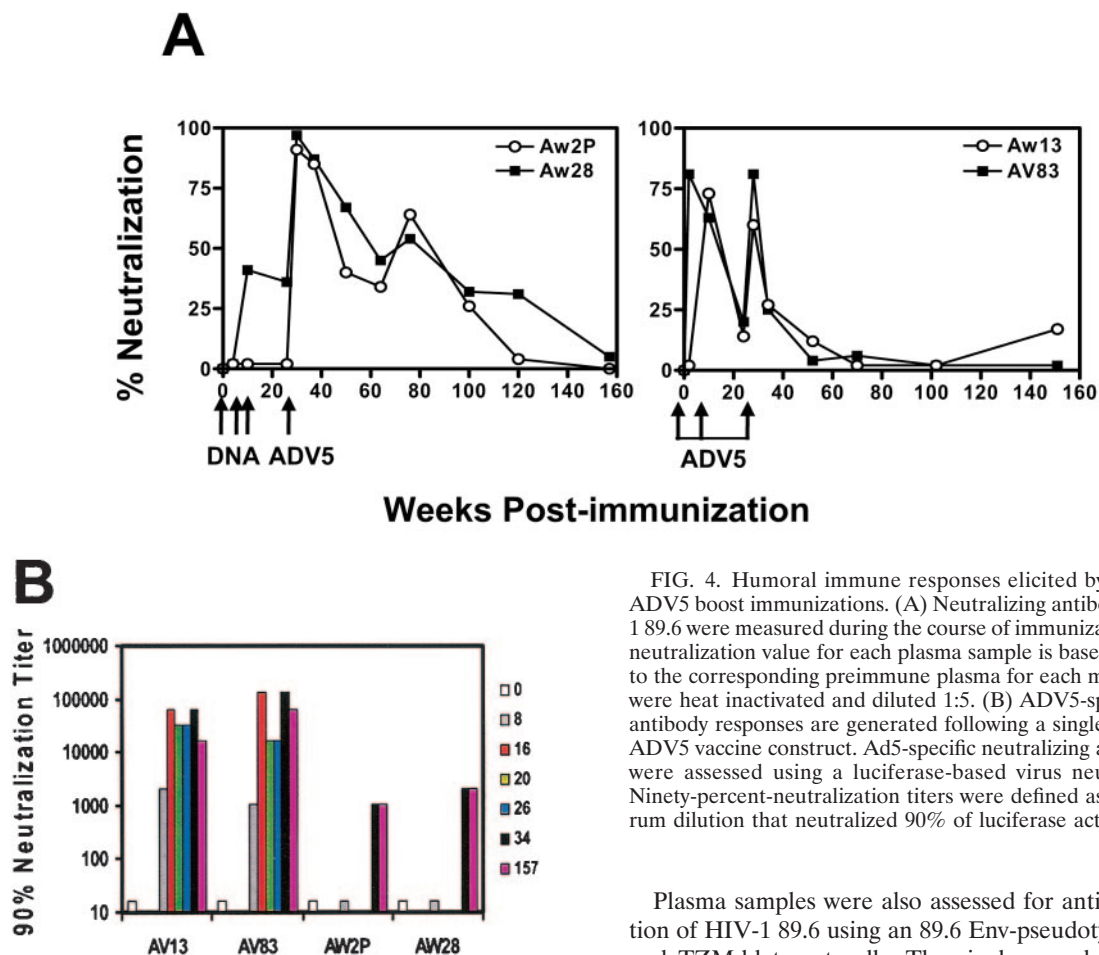 A
% Neutralization
100
75
50
25
0
Aw2P
Aw28
0 20 40 60 80 100 120 140 160
DNA ADV5
100
75
50
25
0
Aw13
AV83
0 20 40 60 80 100 120 140 160
ADV5
Weeks Post-immunization
B
90% Neutralization Titer
1000000
100000
10000
1000
100
10
AV13 AV83 AW2P AW28
0
8
16
20
26
34
157
FIG. 4. Humoral immune responses elicited by
ADV5 boost immunizations. (A) Neutralizing antibo
1 89.6 were measured during the course of immuniza
neutralization value for each plasma sample is base
to the corresponding preimmune plasma for each m
were heat inactivated and diluted 1:5. (B) ADV5-sp
antibody responses are generated following a single
ADV5 vaccine construct. Ad5-specific neutralizing a
were assessed using a luciferase-based virus neu
Ninety-percent-neutralization titers were defined as
rum dilution that neutralized 90% of luciferase act
Plasma samples were also assessed for anti
tion of HIV-1 89.6 using an 89.6 Env-pseudoty